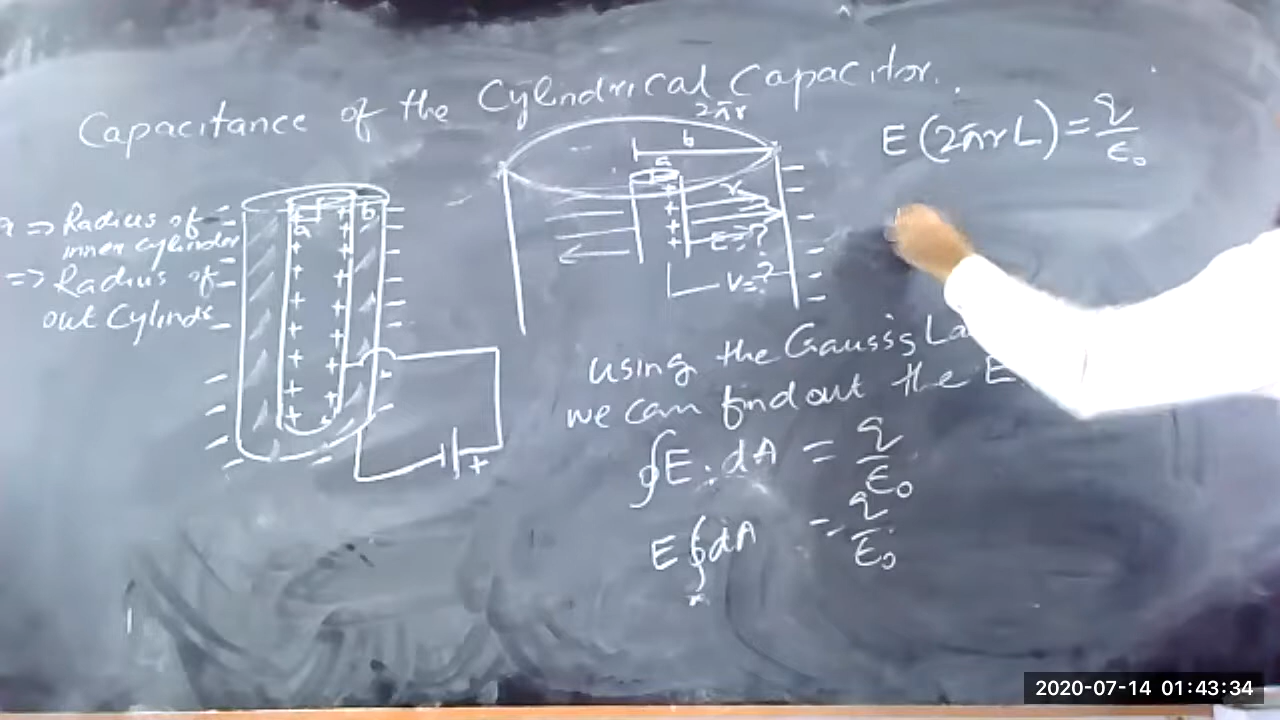 Capacitance of the Cylindrical Capacitor.
2πr
b
a
E(2πrL) = q/ε₀
a => Radius of
inner cylinder
=> Radius of
out Cylindr
a
b
+ + + + + + +
- - - - - -
r
E=?
V=?
using the Gauss's La
we can find out the E
∮E . dA = q/ε₀
E∮dA = q/ε₀
+
2020-07-14 01:43:34